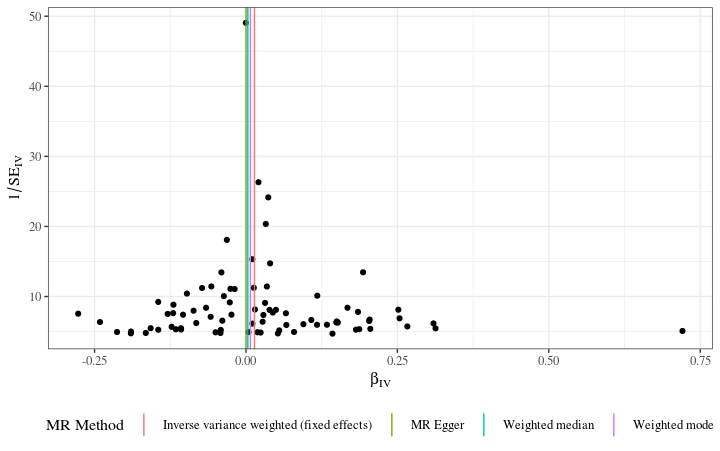 50
40
30
20
10
1/SE_IV
-0.25
0.00
0.25
0.50
0.75
β_IV
MR Method
Inverse variance weighted (fixed effects)
MR Egger
Weighted median
Weighted mode